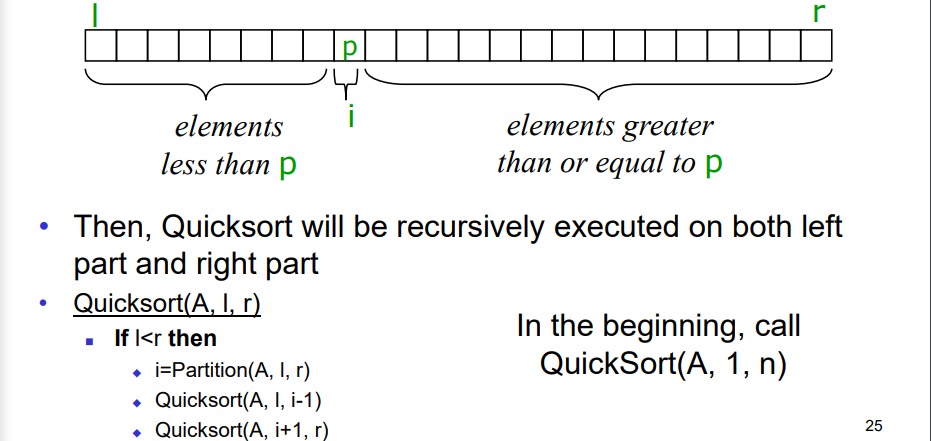 l r
p
i
elements elements greater
less than p than or equal to p
• Then, Quicksort will be recursively executed on both left
part and right part
• Quicksort(A, l, r)
▪ If l<r then
◆ i=Partition(A, l, r)
◆ Quicksort(A, l, i-1)
◆ Quicksort(A, i+1, r)
In the beginning, call
QuickSort(A, 1, n)
25